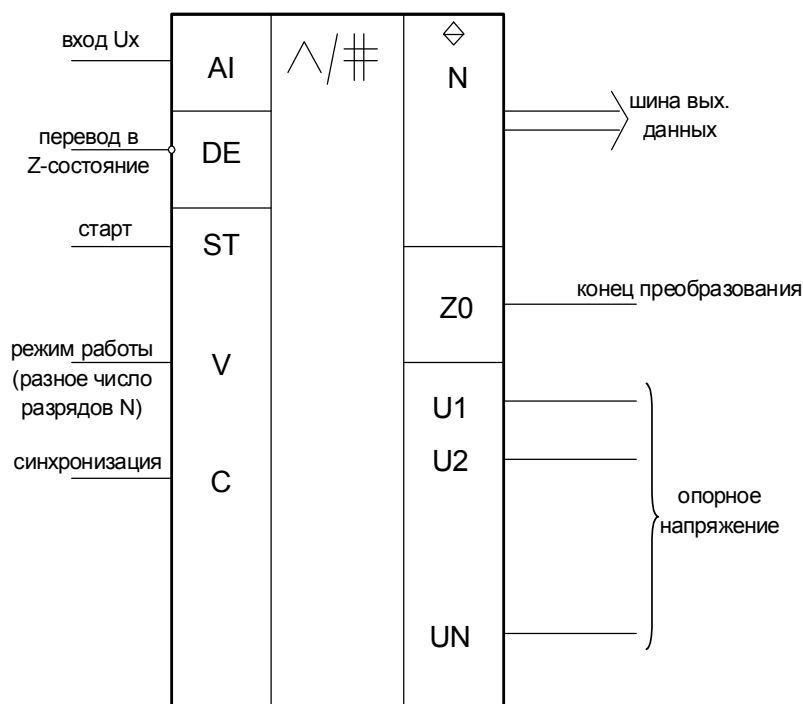 вход Ux
AI
∧/#
N
шина вых.
данных
перевод в
Z-состояние
DE
старт
ST
Z0
конец преобразования
режим работы
(разное число
разрядов N)
V
U1
U2
синхронизация
C
опорное
напряжение
UN